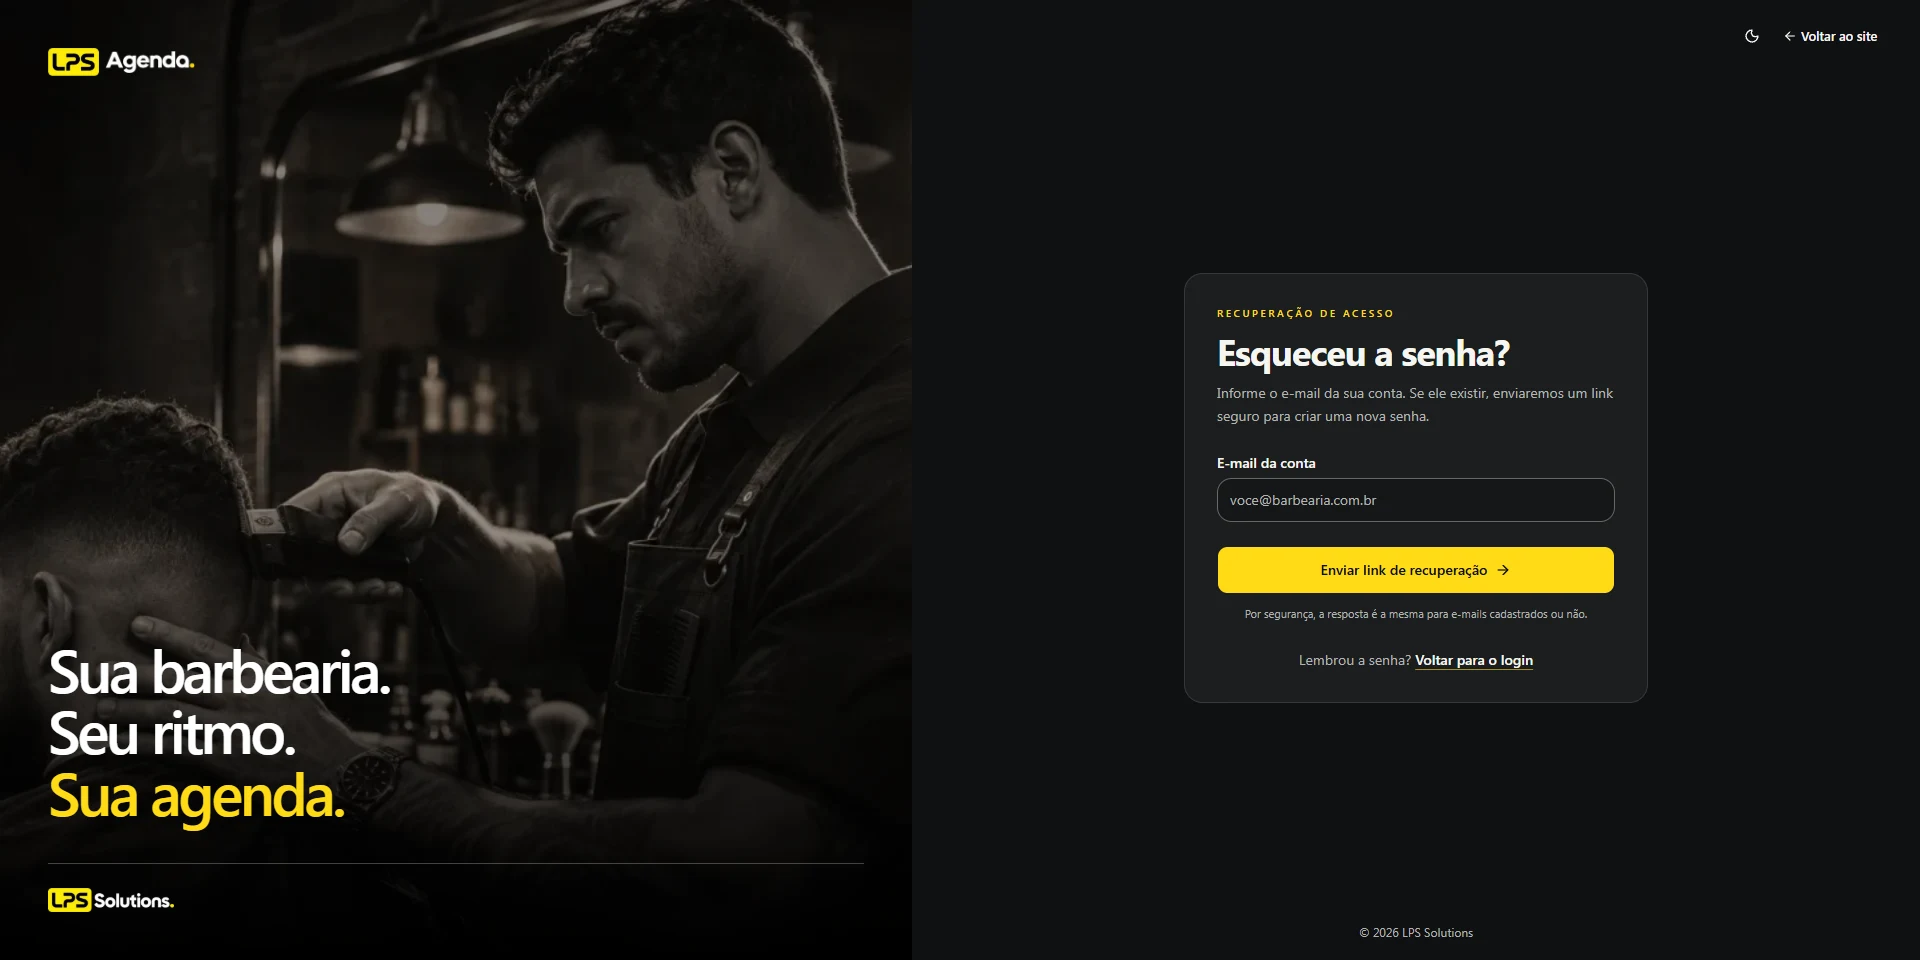 LPS Agenda.
Sua barbearia.
Seu ritmo.
Sua agenda.
LPS Solutions.
← Voltar ao site
RECUPERAÇÃO DE ACESSO
Esqueceu a senha?
Informe o e-mail da sua conta. Se ele existir, enviaremos um link
seguro para criar uma nova senha.
E-mail da conta
voce@barbearia.com.br
Enviar link de recuperação →
Por segurança, a resposta é a mesma para e-mails cadastrados ou não.
Lembrou a senha? Voltar para o login
© 2026 LPS Solutions